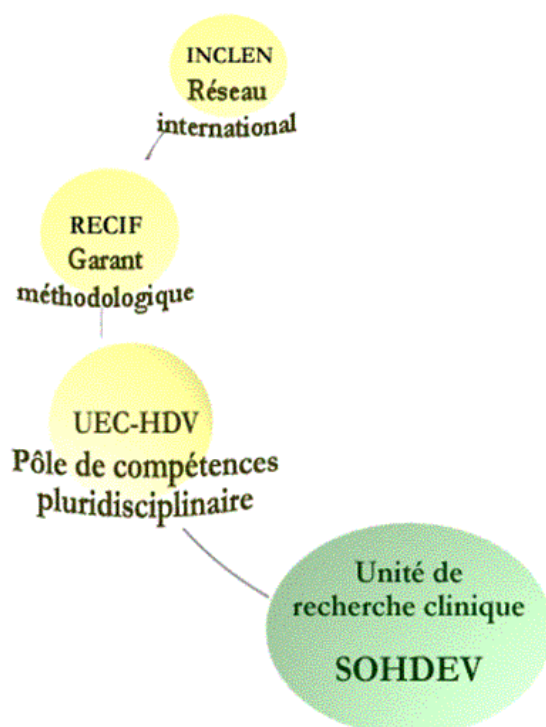 INCLEN
Réseau
international
RECIF
Garant
méthodologique
UEC-HDV
Pôle de compétences
pluridisciplinaire
Unité de
recherche clinique
SOHDEV